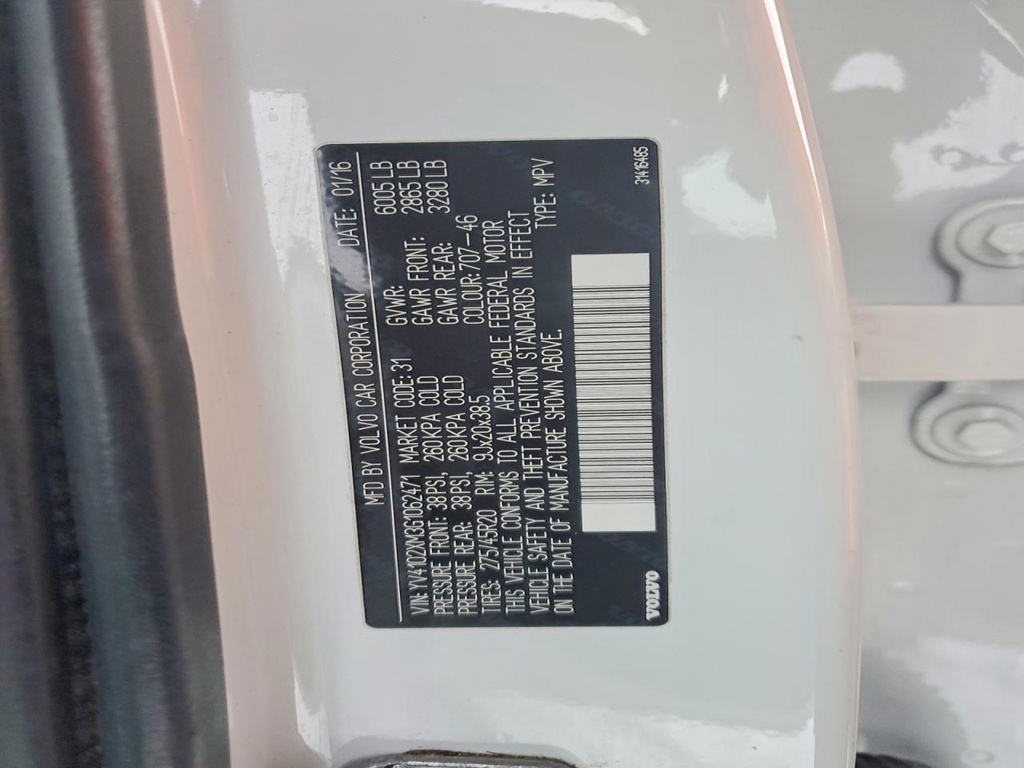 MFD BY VOLVO CAR CORPORATION DATE: 01/16
VIN: MARKET CODE: 31 GVWR: 6005 LB
PRESSURE FRONT: 38PSI, 260KPA COLD GAWR FRONT: 2865 LB
PRESSURE REAR: 38PSI, 260KPA COLD GAWR REAR: 3280 LB
TIRES: 275/45R20 RIM: 9Jx20x38.5 COLOUR: 707-46
THIS VEHICLE CONFORMS TO ALL APPLICABLE FEDERAL MOTOR
VEHICLE SAFETY AND THEFT PREVENTION STANDARDS IN EFFECT
ON THE DATE OF MANUFACTURE SHOWN ABOVE. TYPE: MPV
VOLVO 31416485